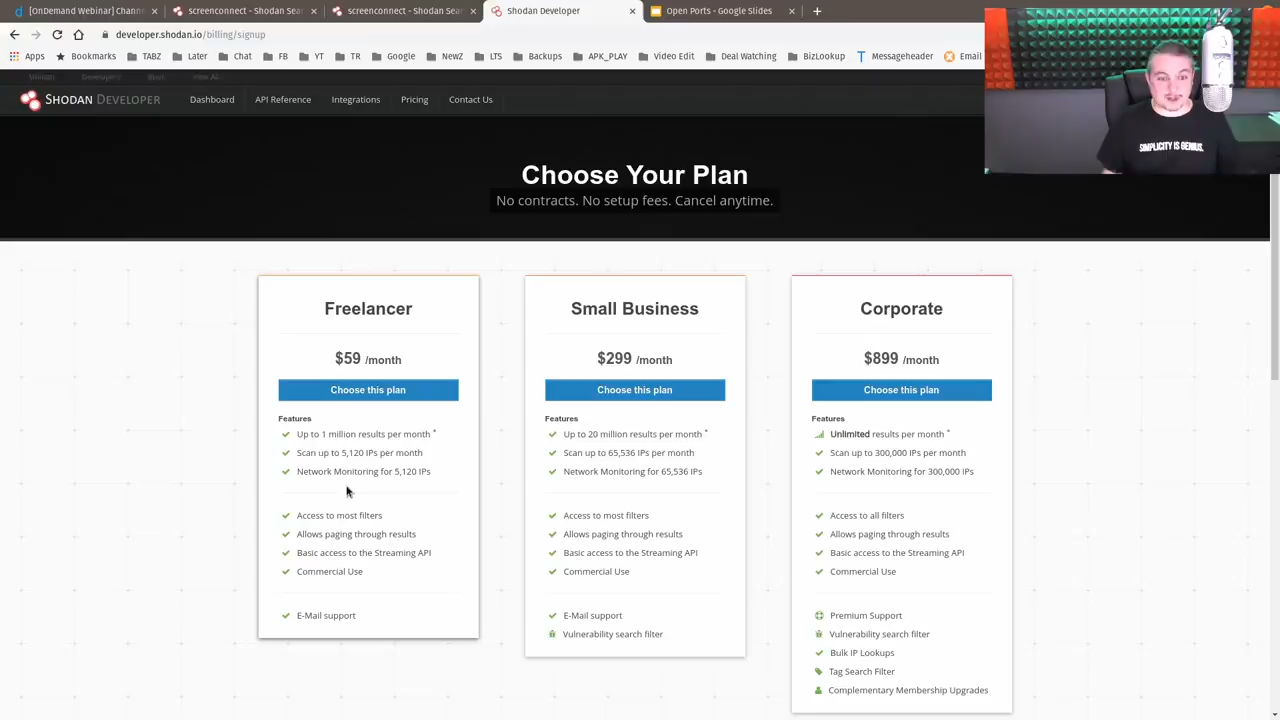 [OnDemand Webinar] Channe
screenconnect - Shodan Sea
screenconnect - Shodan Sear
Shodan Developer
Open Ports - Google Slides
developer.shodan.io/billing/signup
Apps
Bookmarks
TABZ
Later
Chat
FB
YT
TR
Google
NewZ
LTS
Backups
APK_PLAY
Video Edit
Deal Watching
BizLookup
Messageheader
Email
Shodan
Developers
Book
View All...
SHODAN DEVELOPER
Dashboard
API Reference
Integrations
Pricing
Contact Us
SIMPLICITY IS GENIUS.
Choose Your Plan
No contracts. No setup fees. Cancel anytime.
Freelancer
$59 /month
Choose this plan
Features
Up to 1 million results per month *
Scan up to 5,120 IPs per month
Network Monitoring for 5,120 IPs
Access to most filters
Allows paging through results
Basic access to the Streaming API
Commercial Use
E-Mail support
Small Business
$299 /month
Choose this plan
Features
Up to 20 million results per month *
Scan up to 65,536 IPs per month
Network Monitoring for 65,536 IPs
Access to most filters
Allows paging through results
Basic access to the Streaming API
Commercial Use
E-Mail support
Vulnerability search filter
Corporate
$899 /month
Choose this plan
Features
Unlimited results per month *
Scan up to 300,000 IPs per month
Network Monitoring for 300,000 IPs
Access to all filters
Allows paging through results
Basic access to the Streaming API
Commercial Use
Premium Support
Vulnerability search filter
Bulk IP Lookups
Tag Search Filter
Complementary Membership Upgrades